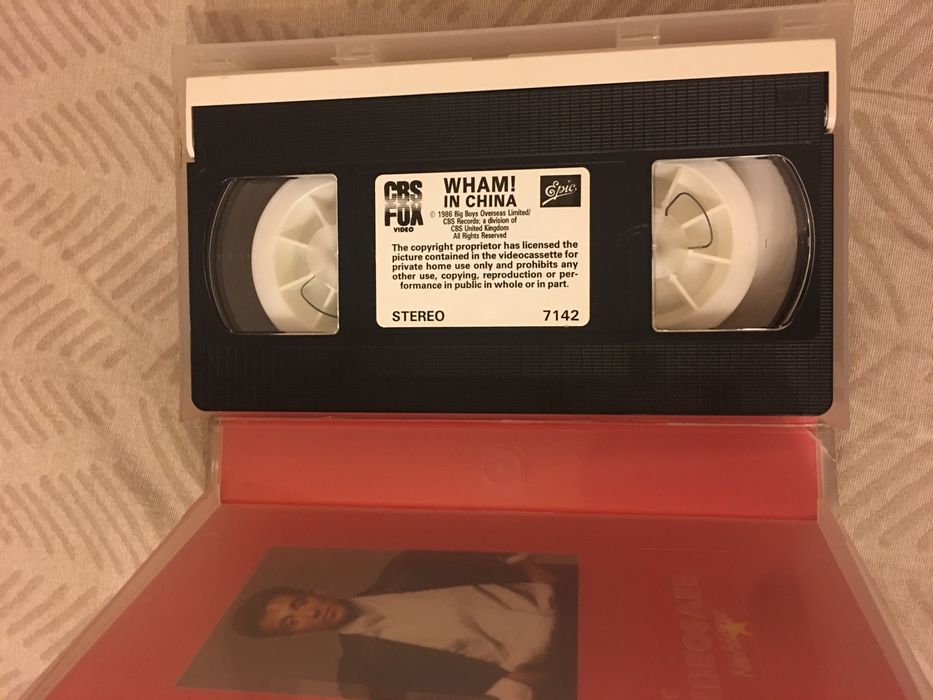 CBS
FOX
VIDEO
WHAM!
IN CHINA
Epic
© 1986 Big Boys Overseas Limited/
CBS Records: a division of
CBS United Kingdom
All Rights Reserved
The copyright proprietor has licensed the
picture contained in the videocassette for
private home use only and prohibits any
other use, copying, reproduction or per-
formance in public in whole or in part.
STEREO
7142